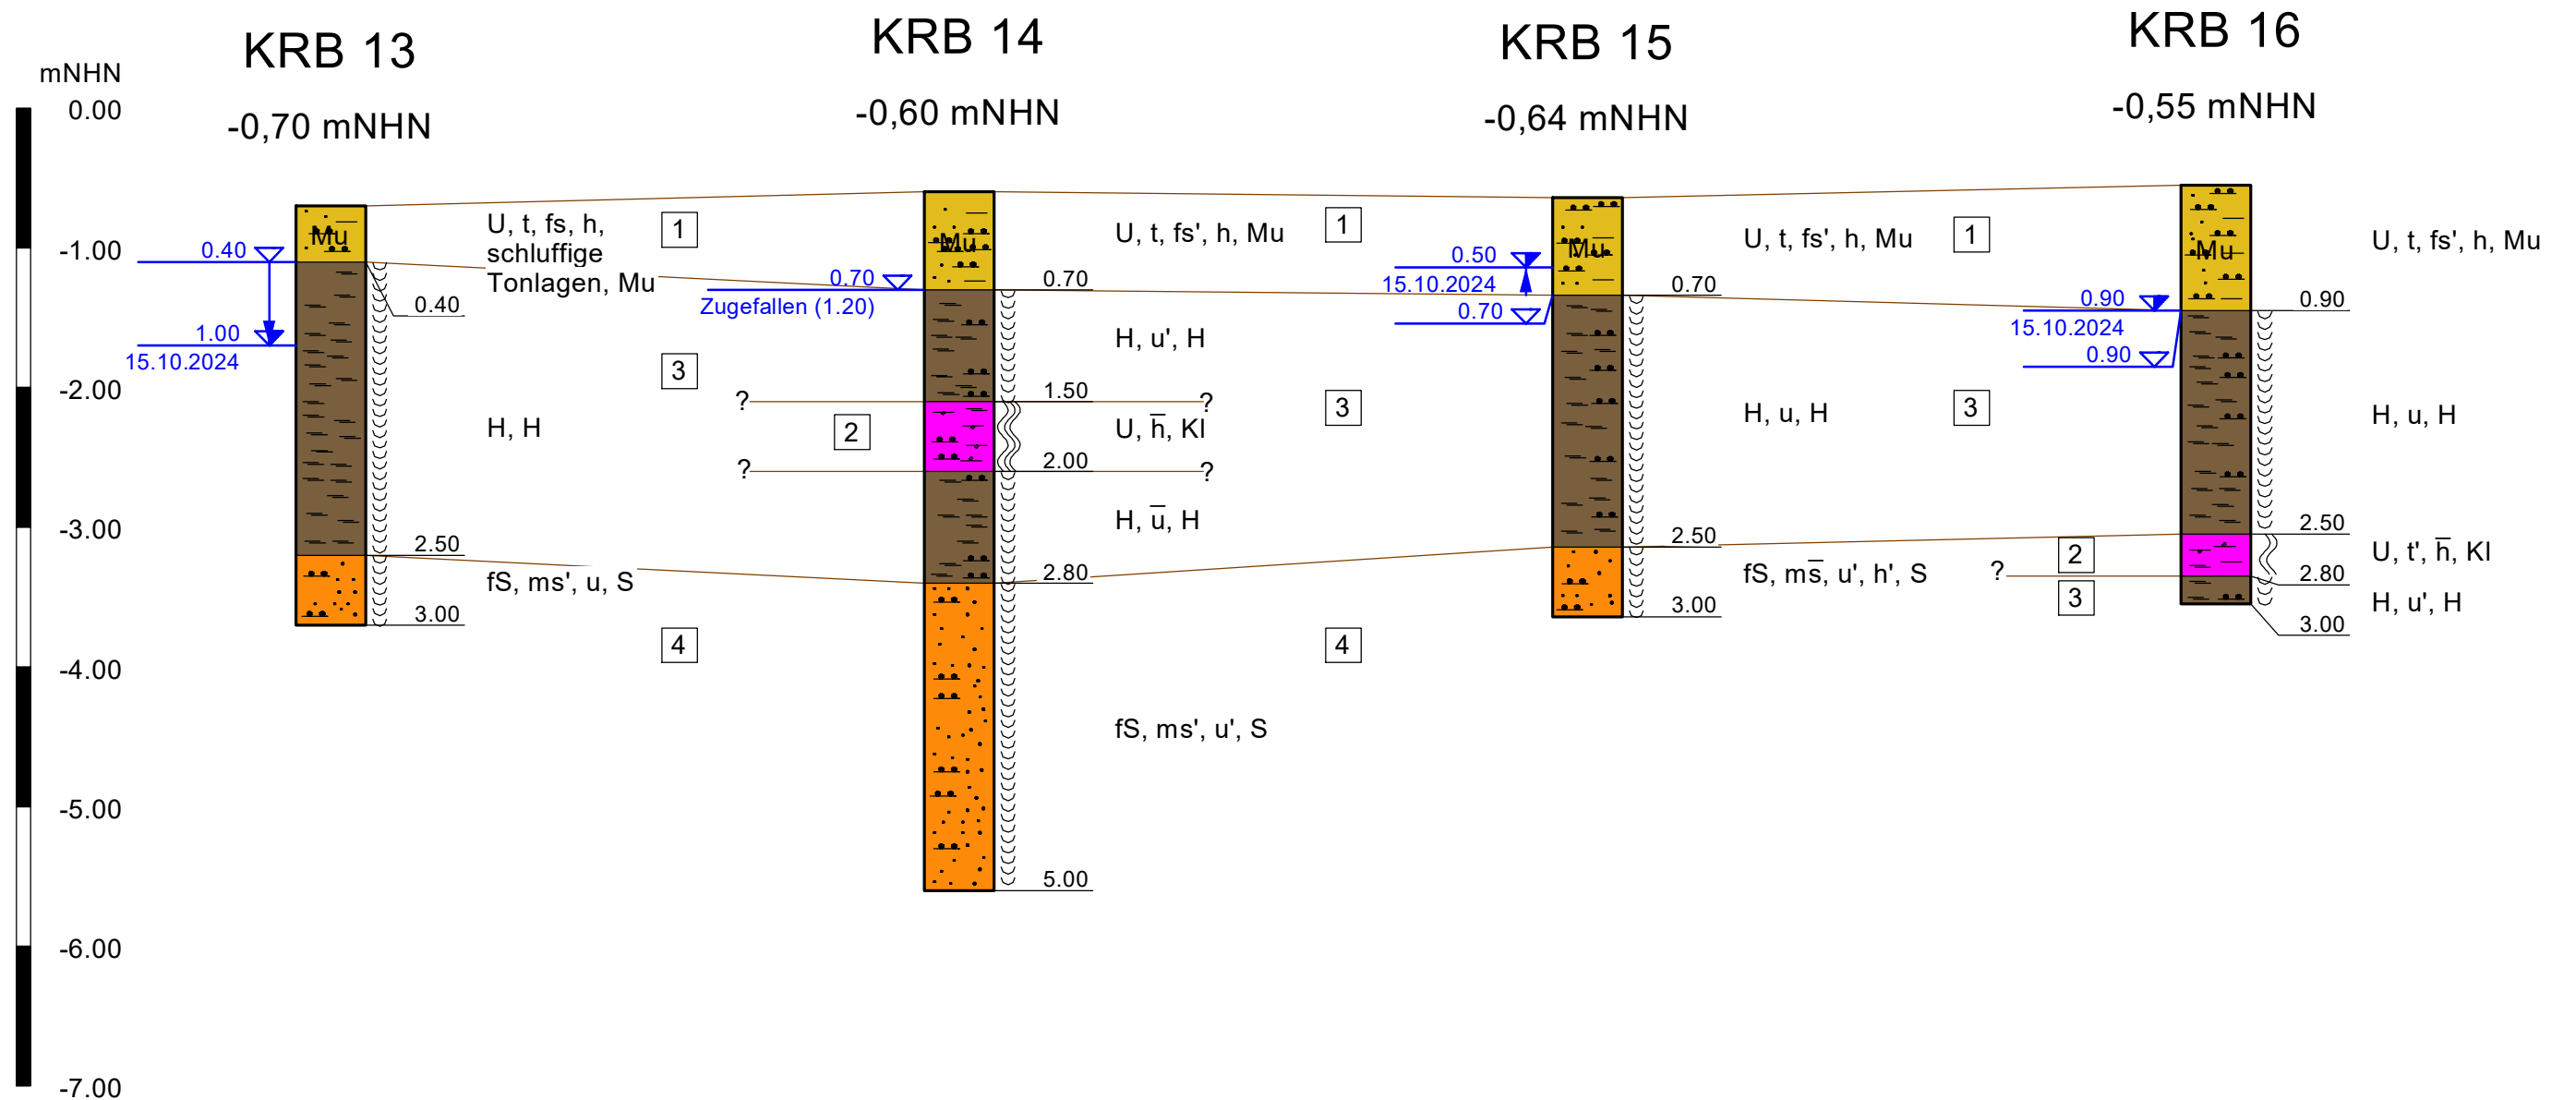 KRB 13
KRB 14
KRB 15
KRB 16
-0,70 mNHN
-0,60 mNHN
-0,64 mNHN
-0,55 mNHN
mNHN
0.00
-1.00
-2.00
-3.00
-4.00
-5.00
-6.00
-7.00
Mu
0.40
1.00
15.10.2024
0.40
2.50
3.00
U, t, fs, h,
schluffige
Tonlagen, Mu
H, H
fS, ms', u, S
1
3
4
Mu
0.70
Zugefallen (1.20)
?
?
2
0.70
1.50
2.00
2.80
5.00
?
?
U, t, fs', h, Mu
H, u', H
U, h̅, Kl
H, u̅, H
fS, ms', u', S
1
3
4
Mu
0.50
15.10.2024
0.70
0.70
2.50
3.00
U, t, fs', h, Mu
H, u, H
fS, ms̅, u', h', S
1
3
?
2
3
Mu
0.90
15.10.2024
0.90
0.90
2.50
2.80
3.00
U, t, fs', h, Mu
H, u, H
U, t', h̅, Kl
H, u', H